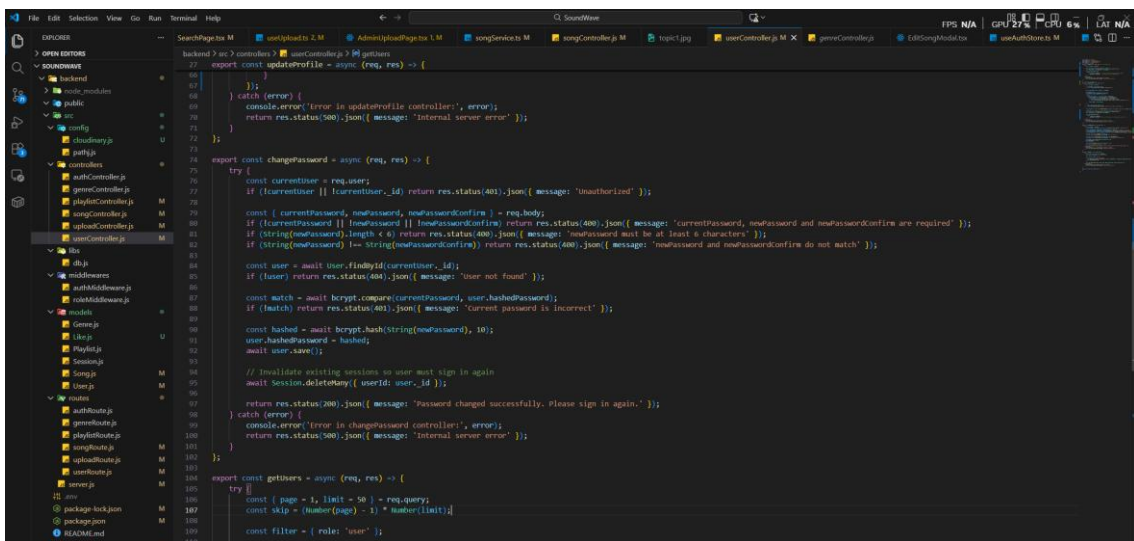 File Edit Selection View Go Run Terminal Help
SoundWave
FPS N/A GPU 27% CPU 6% LAT N/A
EXPLORER
SearchPage.tsx M
useUpload.ts 2, M
AdminUploadPage.tsx 1, M
songService.ts M
songController.js M
topic1.jpg
userController.js M
genreController.js
EditSongModal.tsx
useAuthStore.ts M
OPEN EDITORS
SOUNDWAVE
backend
node_modules
public
src
config
cloudinary.js U
pathj.js
controllers
authController.js
genreController.js
playlistController.js M
songController.js M
uploadController.js M
userController.js M
libs
db.js
middlewares
authMiddleware.js
roleMiddleware.js
models
Genre.js
Like.js U
Playlist.js
Session.js
Song.js M
User.js M
routes
authRoute.js
genreRoute.js
playlistRoute.js
songRoute.js M
uploadRoute.js M
userRoute.js M
server.js M
.env
package-lock.json M
package.json M
README.md
backend > src > controllers > userController.js > getUsers
27 export const updateProfile = async (req, res) => {
66 }
67 });
68 } catch (error) {
69 console.error('Error in updateProfile controller:', error);
70 return res.status(500).json({ message: 'Internal server error' });
71 }
72 };
73
74 export const changePassword = async (req, res) => {
75 try {
76 const currentUser = req.user;
77 if (!currentUser || !currentUser._id) return res.status(401).json({ message: 'Unauthorized' });
78
79 const { currentPassword, newPassword, newPasswordConfirm } = req.body;
80 if (!currentPassword || !newPassword || !newPasswordConfirm) return res.status(400).json({ message: 'currentPassword, newPassword and newPasswordConfirm are required' });
81 if (String(newPassword).length < 6) return res.status(400).json({ message: 'newPassword must be at least 6 characters' });
82 if (String(newPassword) !== String(newPasswordConfirm)) return res.status(400).json({ message: 'newPassword and newPasswordConfirm do not match' });
83
84 const user = await User.findById(currentUser._id);
85 if (!user) return res.status(404).json({ message: 'User not found' });
86
87 const match = await bcrypt.compare(currentPassword, user.hashedPassword);
88 if (!match) return res.status(401).json({ message: 'Current password is incorrect' });
89
90 const hashed = await bcrypt.hash(String(newPassword), 10);
91 user.hashedPassword = hashed;
92 await user.save();
93
94 // Invalidate existing sessions so user must sign in again
95 await Session.deleteMany({ userId: user._id });
96
97 return res.status(200).json({ message: 'Password changed successfully. Please sign in again.' });
98 } catch (error) {
99 console.error('Error in changePassword controller:', error);
100 return res.status(500).json({ message: 'Internal server error' });
101 }
102 };
103
104 export const getUsers = async (req, res) => {
105 try {
106 const { page = 1, limit = 50 } = req.query;
107 const skip = (Number(page) - 1) * Number(limit);
108
109 const filter = { role: 'user' };